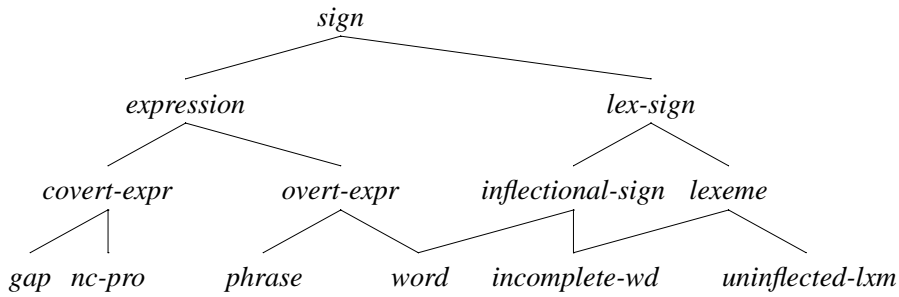 sign
expression lex-sign
covert-expr overt-expr inflectional-sign lexeme
gap nc-pro phrase word incomplete-wd uninflected-lxm